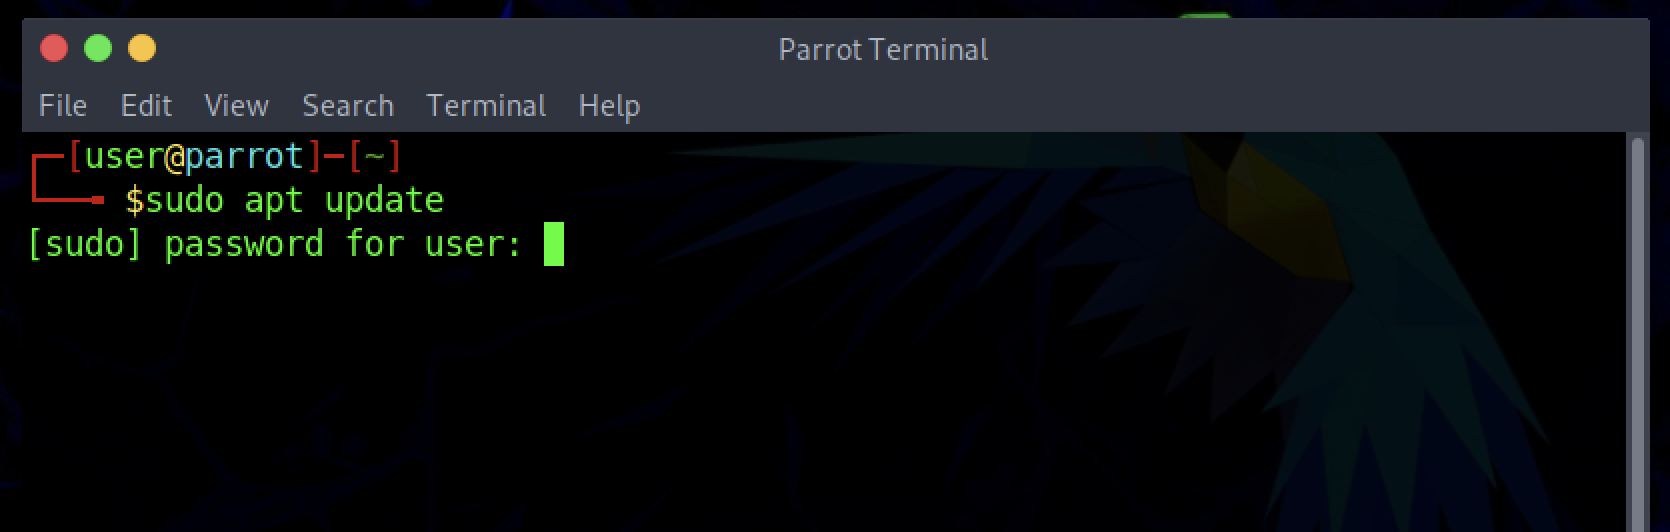 Parrot Terminal
File Edit View Search Terminal Help
┌─[user@parrot]─[~]
└──╼ $sudo apt update
[sudo] password for user: